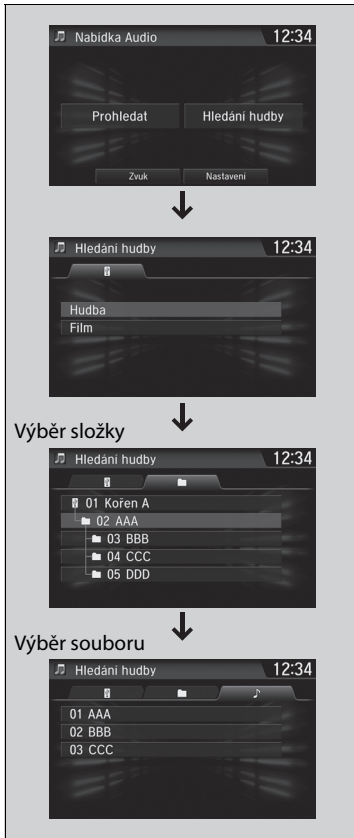 Nabídka Audio 12:34
Prohledat Hledání hudby
Zvuk Nastavení
Hledání hudby 12:34
Hudba
Film
Výběr složky
Hledání hudby 12:34
01 Kořen A
02 AAA
03 BBB
04 CCC
05 DDD
Výběr souboru
Hledání hudby 12:34
01 AAA
02 BBB
03 CCC